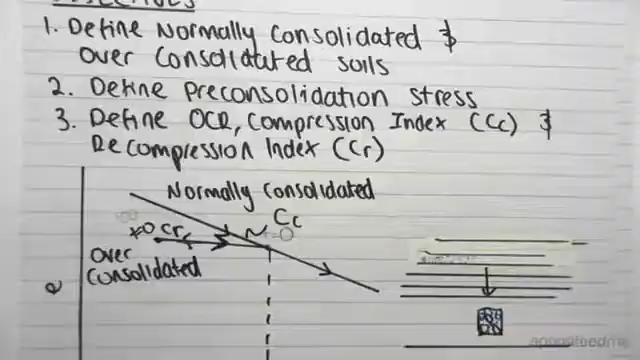 1. Define Normally Consolidated &
Over Consolidated soils
2. Define Preconsolidation stress
3. Define OCR, Compression Index (Cc) &
Recompression Index (Cr)
Normally Consolidated
Cc
OCr
Over
Consolidated
e